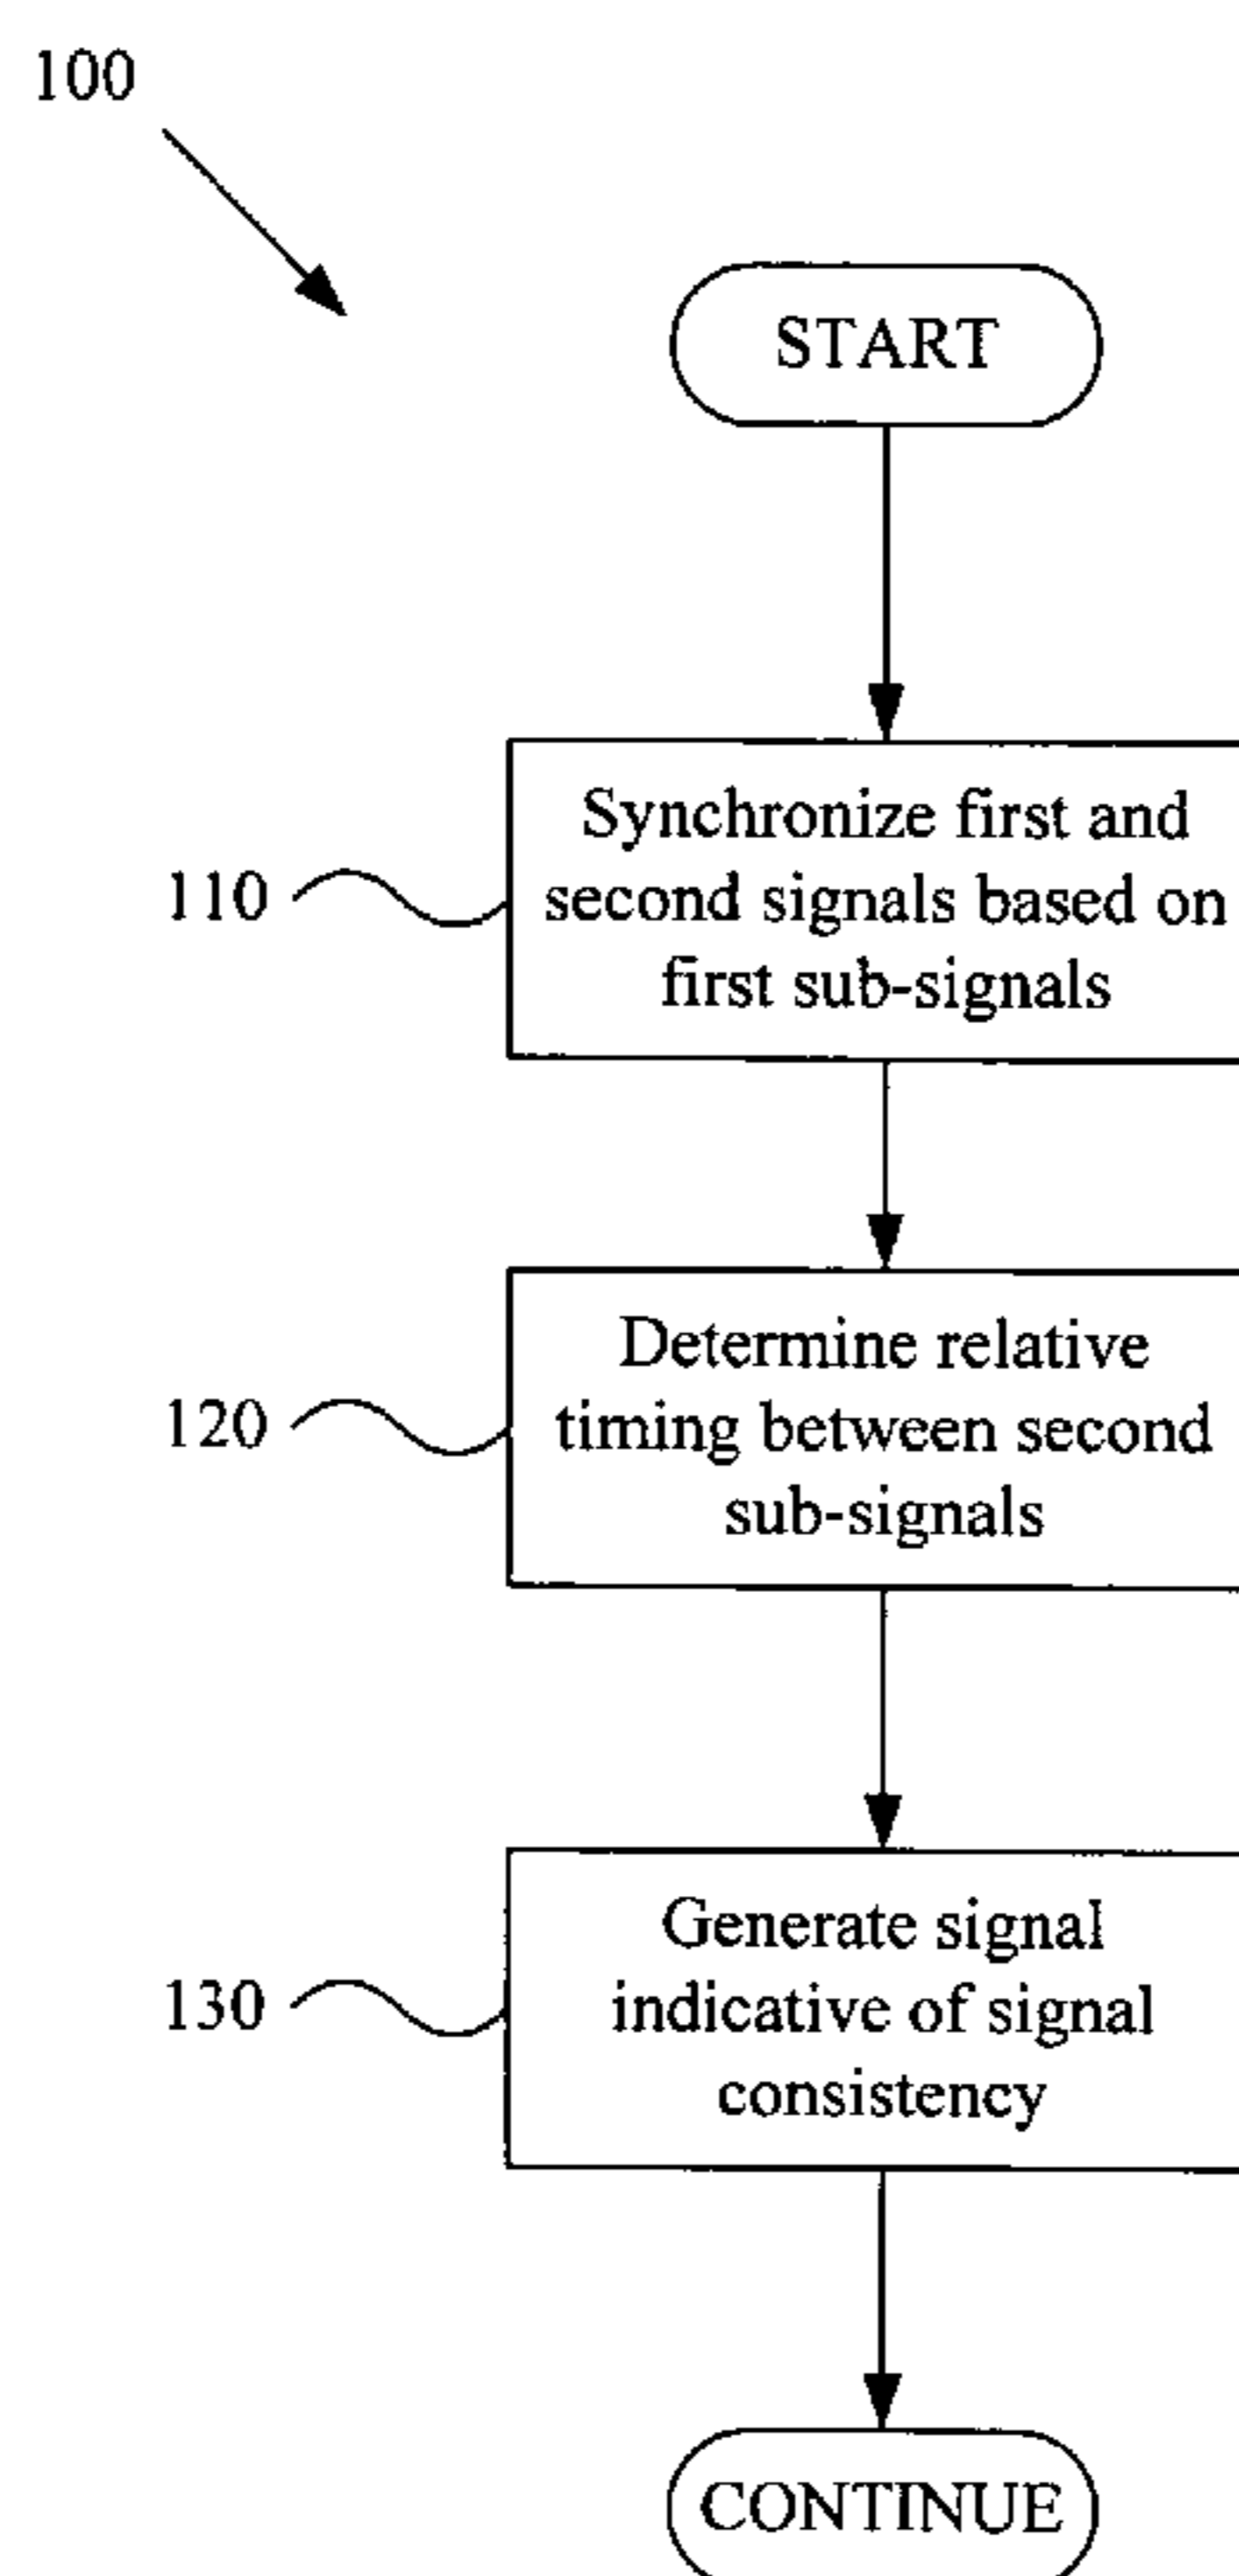 100
START
110
Synchronize first and
second signals based on
first sub-signals
120
Determine relative
timing between second
sub-signals
130
Generate signal
indicative of signal
consistency
CONTINUE